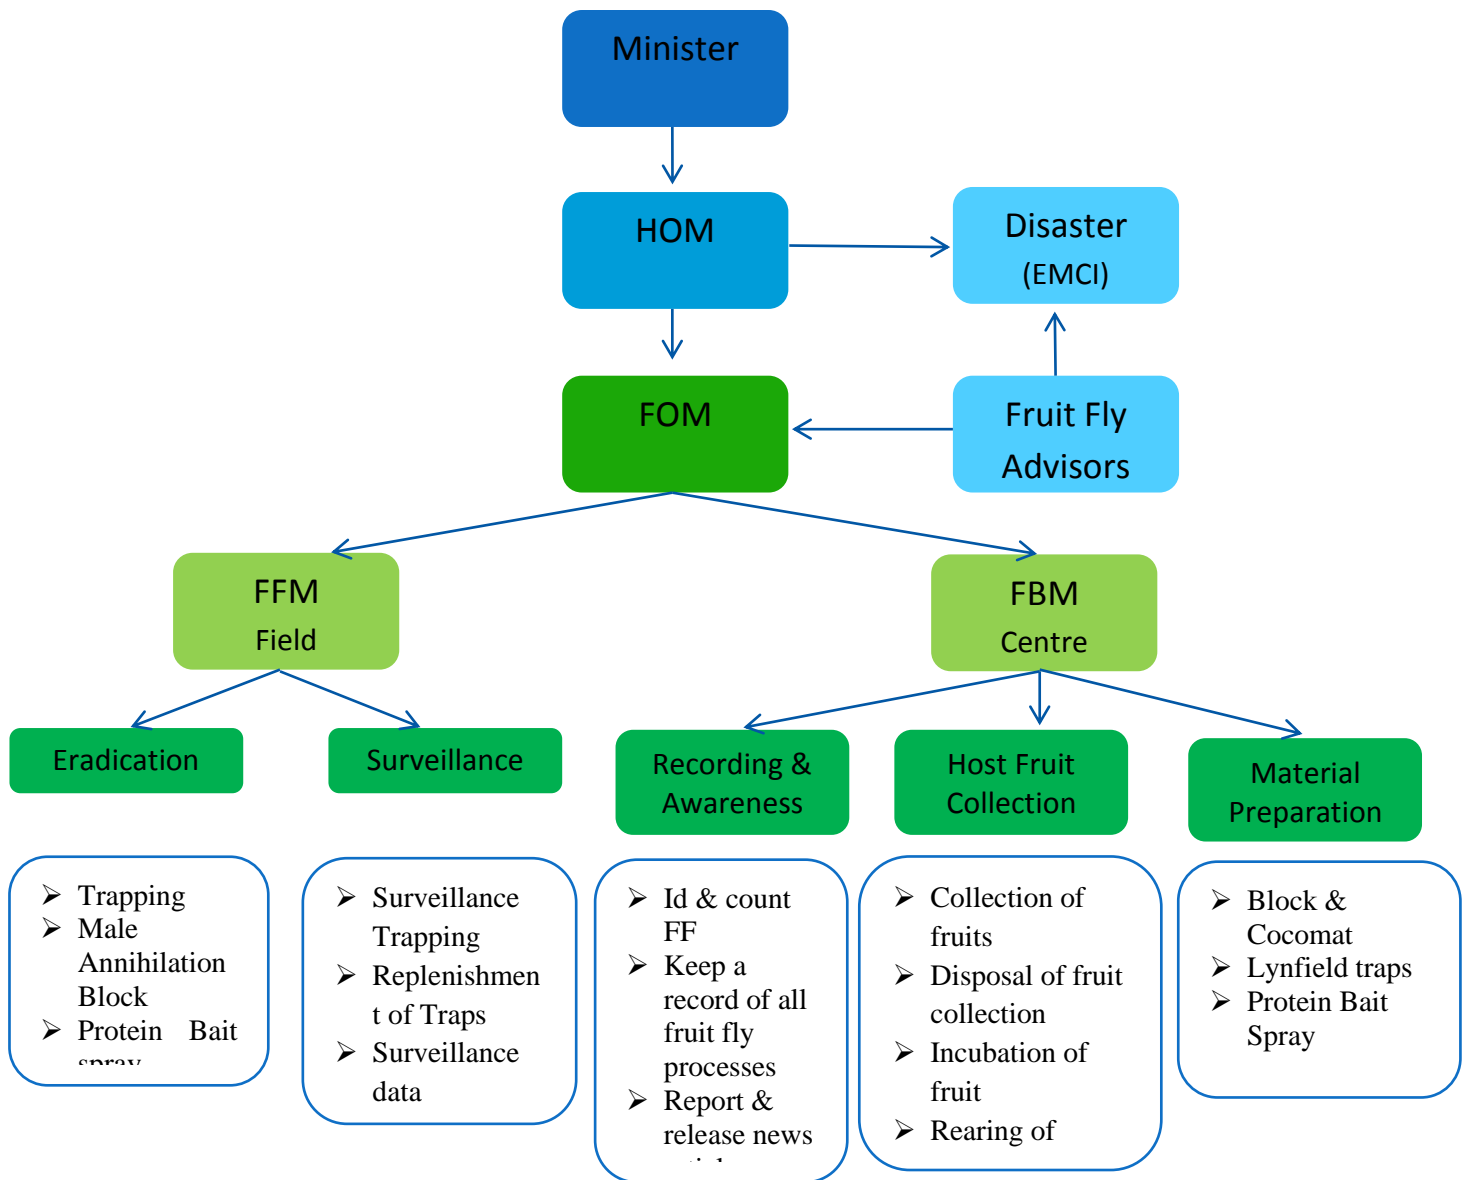 Minister
HOM
Disaster
(EMCI)
FOM
Fruit Fly
Advisors
FFM
Field
FBM
Centre
Eradication
Surveillance
Recording &
Awareness
Host Fruit
Collection
Material
Preparation
➢ Trapping
➢ Male
Annihilation
Block
➢ Protein Bait
spray
➢ Surveillance
Trapping
➢ Replenishmen
t of Traps
➢ Surveillance
data
➢ Id & count
FF
➢ Keep a
record of all
fruit fly
processes
➢ Report &
release news
➢ Collection of
fruits
➢ Disposal of fruit
collection
➢ Incubation of
fruit
➢ Rearing of
➢ Block &
Cocomat
➢ Lynfield traps
➢ Protein Bait
Spray